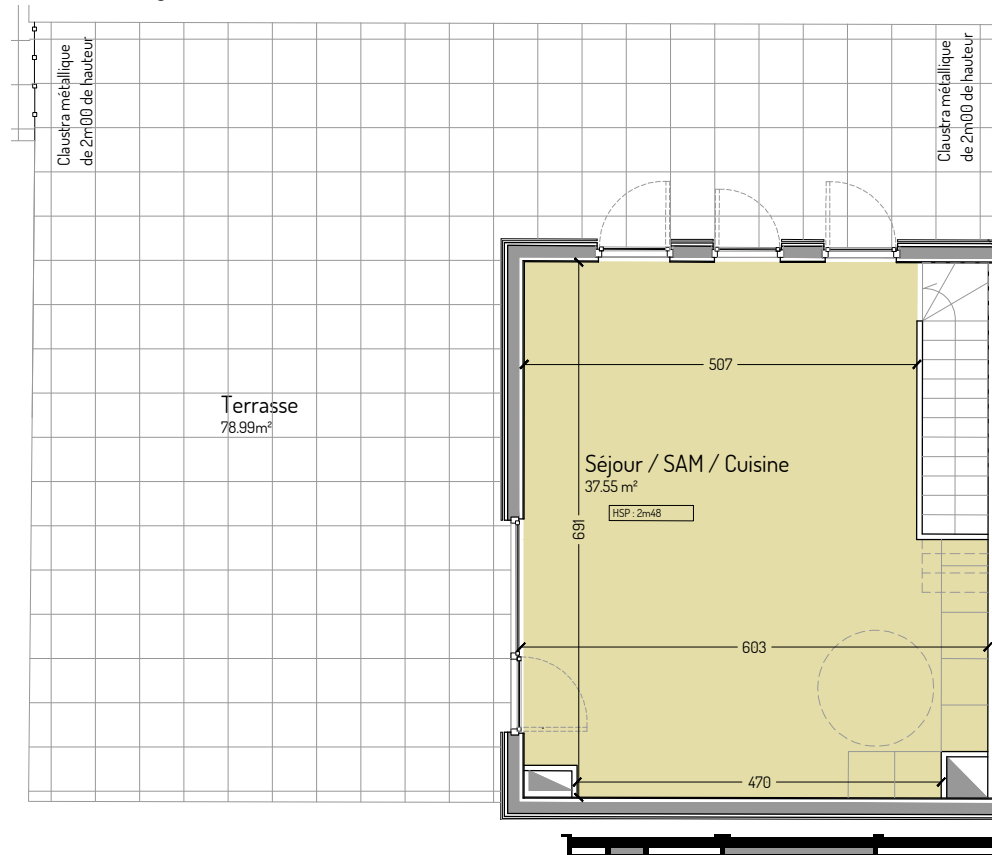 Claustra métallique
de 2m00 de hauteur
Claustra métallique
de 2m00 de hauteur
507
Terrasse
78.99m²
Séjour / SAM / Cuisine
37.55 m²
HSP : 2m48
691
603
470